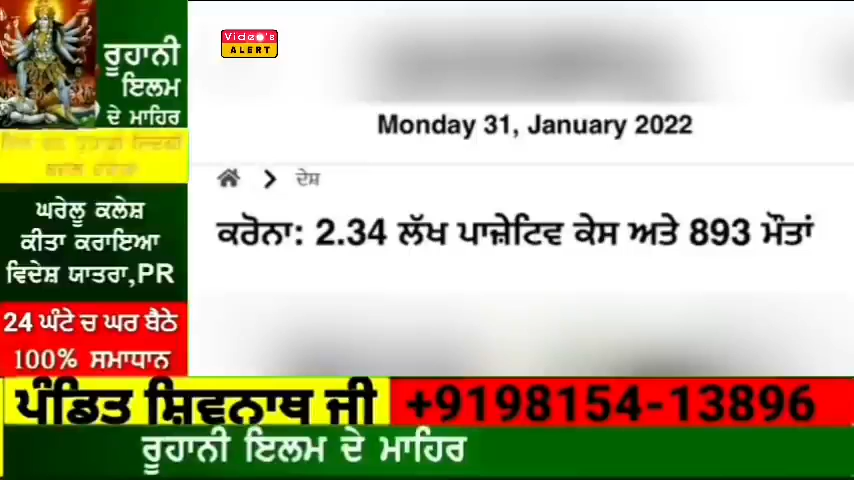 ਰੂਹਾਨੀ
ਇਲਮ
ਦੇ ਮਾਹਿਰ
ਘਰੇਲੂ ਕਲੇਸ਼
ਕੀਤਾ ਕਰਾਇਆ
ਵਿਦੇਸ਼ ਯਾਤਰਾ,PR
24 ਘੰਟੇ ਚ ਘਰ ਬੈਠੇ
100% ਸਮਾਧਾਨ
Video's
ALERT
Monday 31, January 2022
ਦੇਸ਼
ਕਰੋਨਾ: 2.34 ਲੱਖ ਪਾਜ਼ੇਟਿਵ ਕੇਸ ਅਤੇ 893 ਮੌਤਾਂ
ਪੰਡਿਤ ਸ਼ਿਵਨਾਥ ਜੀ +9198154-13896
ਰੂਹਾਨੀ ਇਲਮ ਦੇ ਮਾਹਿਰ